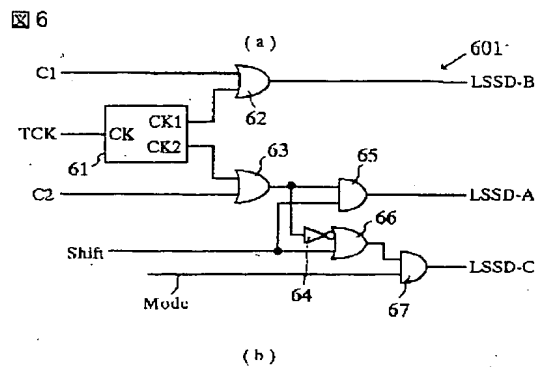 図6
(a)
601
C1
62
LSSD-B
TCK
CK
CK1
CK2
61
63
65
C2
LSSD-A
66
Shift
64
LSSD-C
Mode
67
(b)